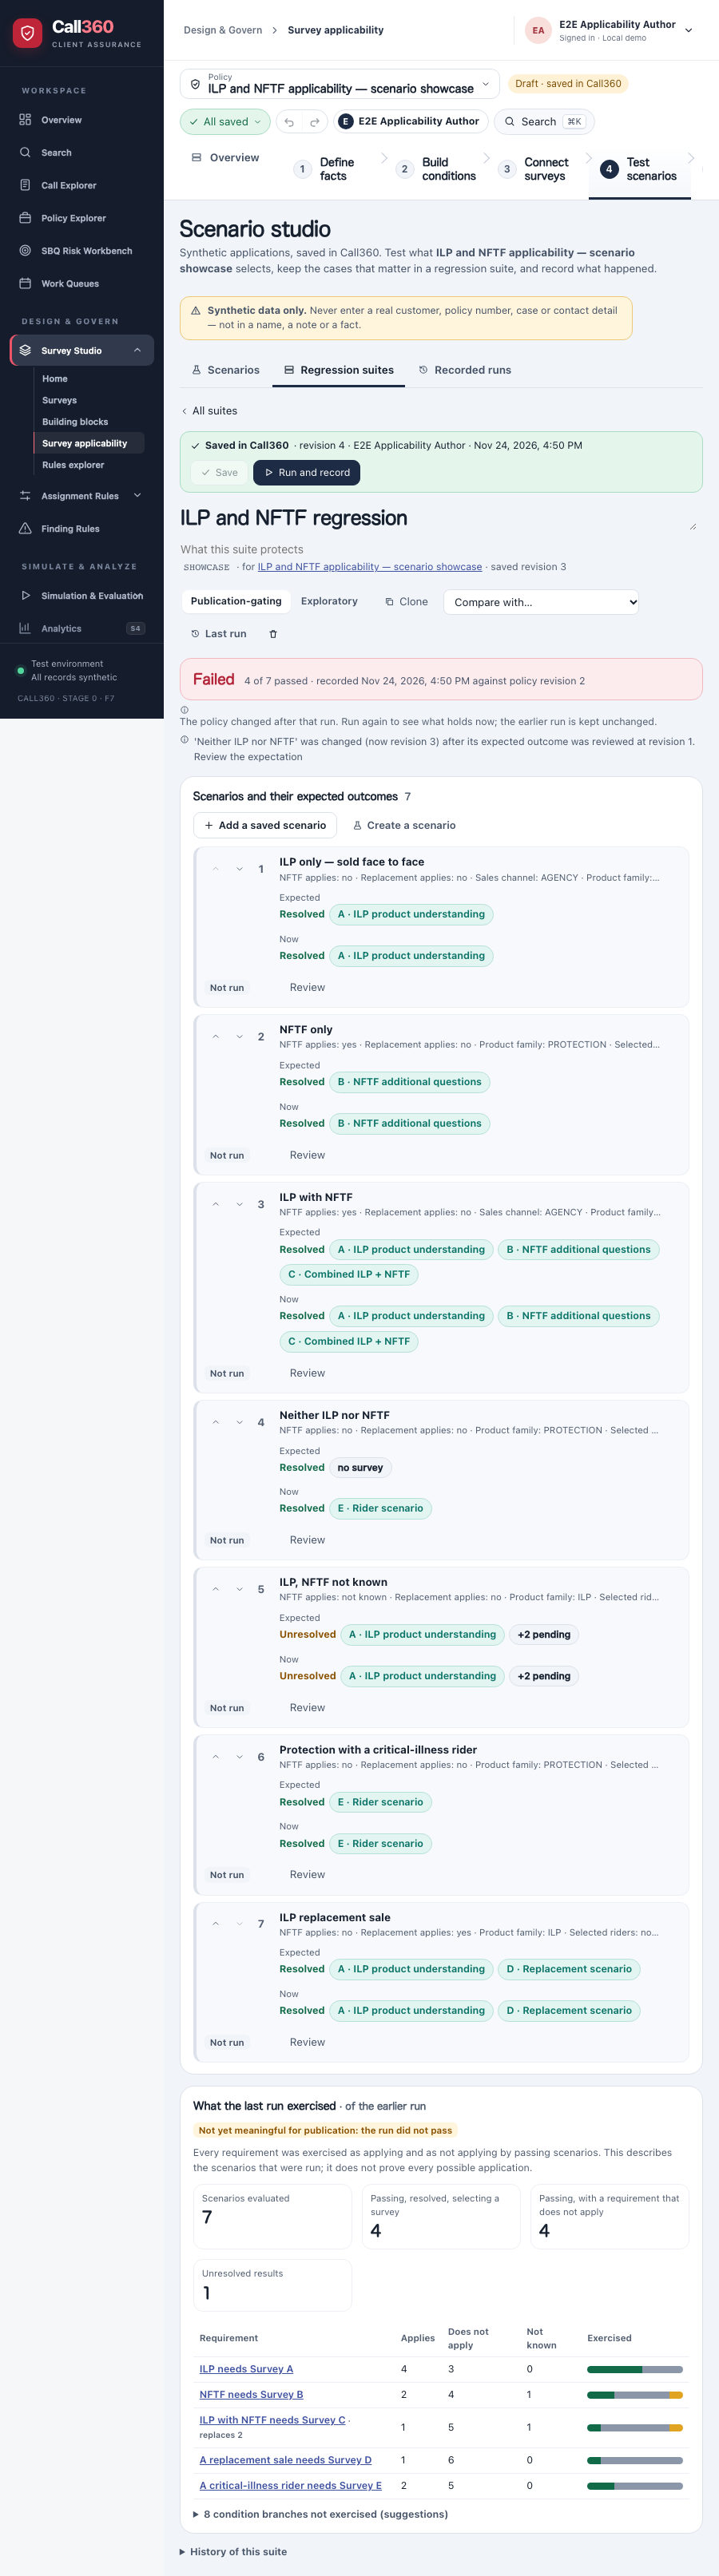 Call360
CLIENT ASSURANCE
WORKSPACE
Overview
Search
Call Explorer
Policy Explorer
SBQ Risk Workbench
Work Queues
DESIGN & GOVERN
Survey Studio
Home
Surveys
Building blocks
Survey applicability
Rules explorer
Assignment Rules
Finding Rules
SIMULATE & ANALYZE
Simulation & Evaluation
Analytics S4
Test environment
All records synthetic
CALL360 · STAGE 0 · F7
Design & Govern > Survey applicability
EA
E2E Applicability Author
Signed in · Local demo
Policy
ILP and NFTF applicability — scenario showcase
Draft · saved in Call360
All saved
E E2E Applicability Author
Search ⌘K
Overview
1 Define facts
2 Build conditions
3 Connect surveys
4 Test scenarios
Scenario studio
Synthetic applications, saved in Call360. Test what ILP and NFTF applicability — scenario
showcase selects, keep the cases that matter in a regression suite, and record what happened.
Synthetic data only. Never enter a real customer, policy number, case or contact detail
— not in a name, a note or a fact.
Scenarios
Regression suites
Recorded runs
All suites
Saved in Call360 · revision 4 · E2E Applicability Author · Nov 24, 2026, 4:50 PM
Save
Run and record
ILP and NFTF regression
What this suite protects
SHOWCASE · for ILP and NFTF applicability — scenario showcase · saved revision 3
Publication-gating
Exploratory
Clone
Compare with...
Last run
Failed 4 of 7 passed · recorded Nov 24, 2026, 4:50 PM against policy revision 2
The policy changed after that run. Run again to see what holds now; the earlier run is kept unchanged.
'Neither ILP nor NFTF' was changed (now revision 3) after its expected outcome was reviewed at revision 1.
Review the expectation
Scenarios and their expected outcomes 7
Add a saved scenario
Create a scenario
1 ILP only — sold face to face
NFTF applies: no · Replacement applies: no · Sales channel: AGENCY · Product family:...
Expected
Resolved A · ILP product understanding
Now
Resolved A · ILP product understanding
Not run Review
2 NFTF only
NFTF applies: yes · Replacement applies: no · Product family: PROTECTION · Selected...
Expected
Resolved B · NFTF additional questions
Now
Resolved B · NFTF additional questions
Not run Review
3 ILP with NFTF
NFTF applies: yes · Replacement applies: no · Sales channel: AGENCY · Product family...
Expected
Resolved A · ILP product understanding B · NFTF additional questions
C · Combined ILP + NFTF
Now
Resolved A · ILP product understanding B · NFTF additional questions
C · Combined ILP + NFTF
Not run Review
4 Neither ILP nor NFTF
NFTF applies: no · Replacement applies: no · Product family: PROTECTION · Selected ...
Expected
Resolved no survey
Now
Resolved E · Rider scenario
Not run Review
5 ILP, NFTF not known
NFTF applies: not known · Replacement applies: no · Product family: ILP · Selected rid...
Expected
Unresolved A · ILP product understanding +2 pending
Now
Unresolved A · ILP product understanding +2 pending
Not run Review
6 Protection with a critical-illness rider
NFTF applies: no · Replacement applies: no · Product family: PROTECTION · Selected ...
Expected
Resolved E · Rider scenario
Now
Resolved E · Rider scenario
Not run Review
7 ILP replacement sale
NFTF applies: no · Replacement applies: yes · Product family: ILP · Selected riders: no...
Expected
Resolved A · ILP product understanding D · Replacement scenario
Now
Resolved A · ILP product understanding D · Replacement scenario
Not run Review
What the last run exercised · of the earlier run
Not yet meaningful for publication: the run did not pass
Every requirement was exercised as applying and as not applying by passing scenarios. This describes
the scenarios that were run; it does not prove every possible application.
Scenarios evaluated
7
Passing, resolved, selecting a survey
4
Passing, with a requirement that does not apply
4
Unresolved results
1
Requirement Applies Does not apply Not known Exercised
ILP needs Survey A 4 3 0
NFTF needs Survey B 2 4 1
ILP with NFTF needs Survey C · replaces 2 1 5 1
A replacement sale needs Survey D 1 6 0
A critical-illness rider needs Survey E 2 5 0
8 condition branches not exercised (suggestions)
History of this suite